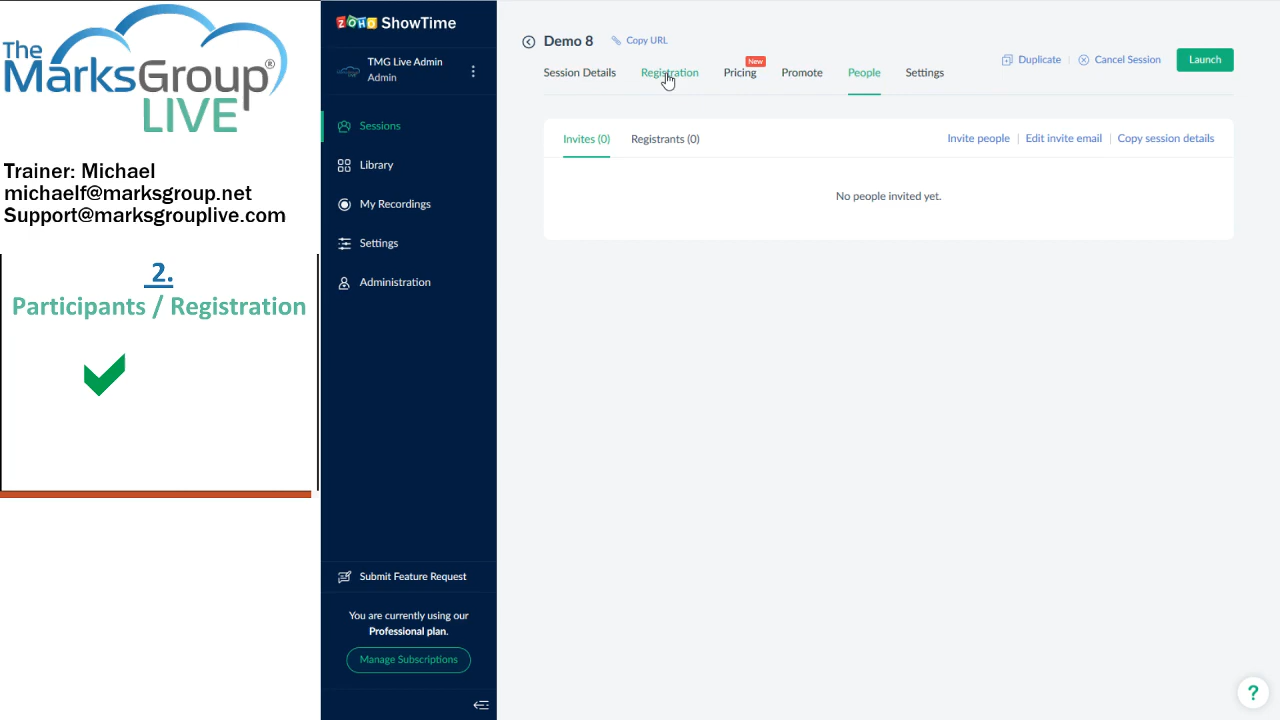 The
MarksGroup®
LIVE
Trainer: Michael
michaelf@marksgroup.net
Support@marksgrouplive.com
2.
Participants / Registration
ZOHO ShowTime
TMG Live Admin
Admin
Sessions
Library
My Recordings
Settings
Administration
Submit Feature Request
You are currently using our
Professional plan.
Manage Subscriptions
Demo 8 Copy URL
Duplicate Cancel Session Launch
New
Session Details Registration Pricing Promote People Settings
Invites (0) Registrants (0) Invite people Edit invite email Copy session details
No people invited yet.
?